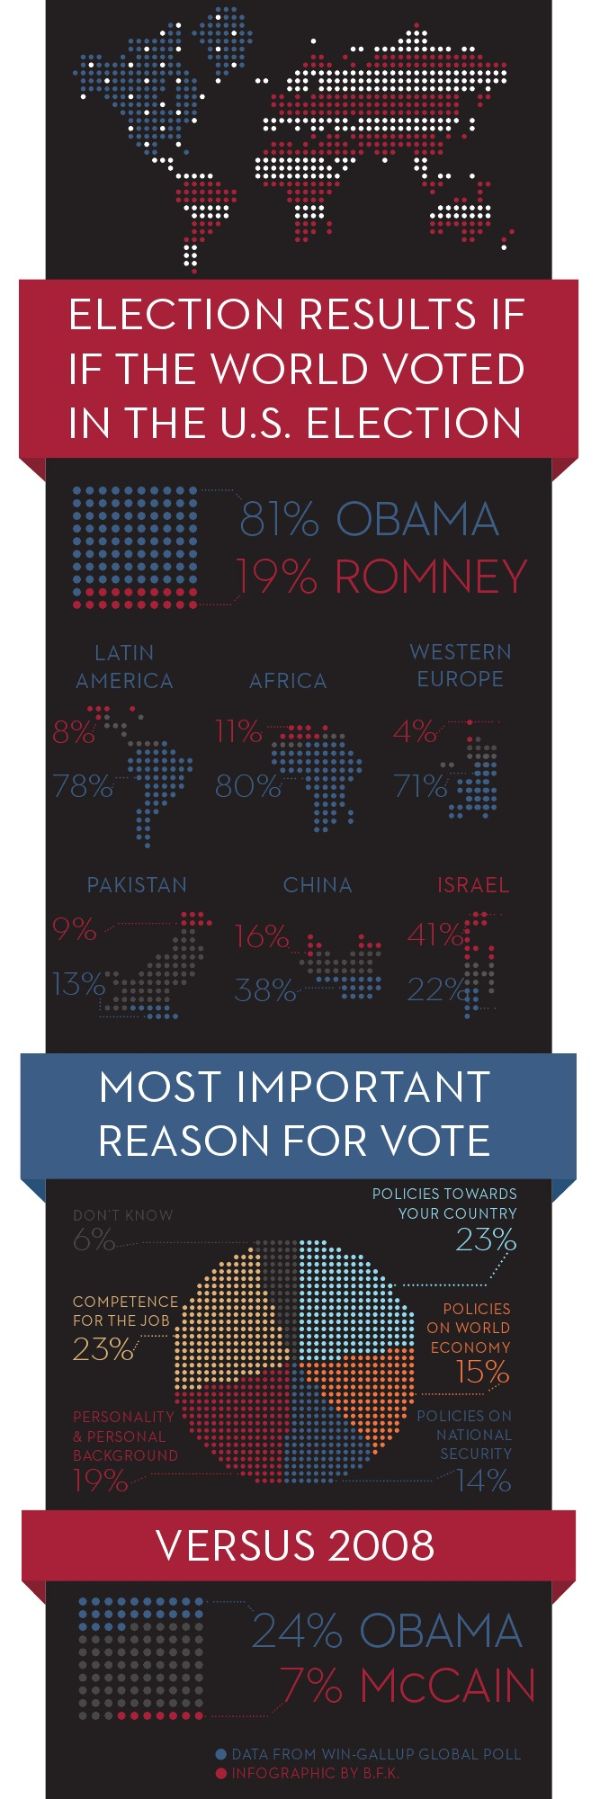 ELECTION RESULTS IF
IF THE WORLD VOTED
IN THE U.S. ELECTION
81% OBAMA
19% ROMNEY
LATIN
AMERICA
8%
78%
AFRICA
11%
80%
WESTERN
EUROPE
4%
71%
PAKISTAN
9%
13%
CHINA
16%
38%
ISRAEL
41%
22%
MOST IMPORTANT
REASON FOR VOTE
POLICIES TOWARDS
YOUR COUNTRY
23%
DON'T KNOW
6%
COMPETENCE
FOR THE JOB
23%
POLICIES
ON WORLD
ECONOMY
15%
PERSONALITY
& PERSONAL
BACKGROUND
19%
POLICIES ON
NATIONAL
SECURITY
14%
VERSUS 2008
24% OBAMA
7% McCAIN
DATA FROM WIN-GALLUP GLOBAL POLL
INFOGRAPHIC BY B.F.K.